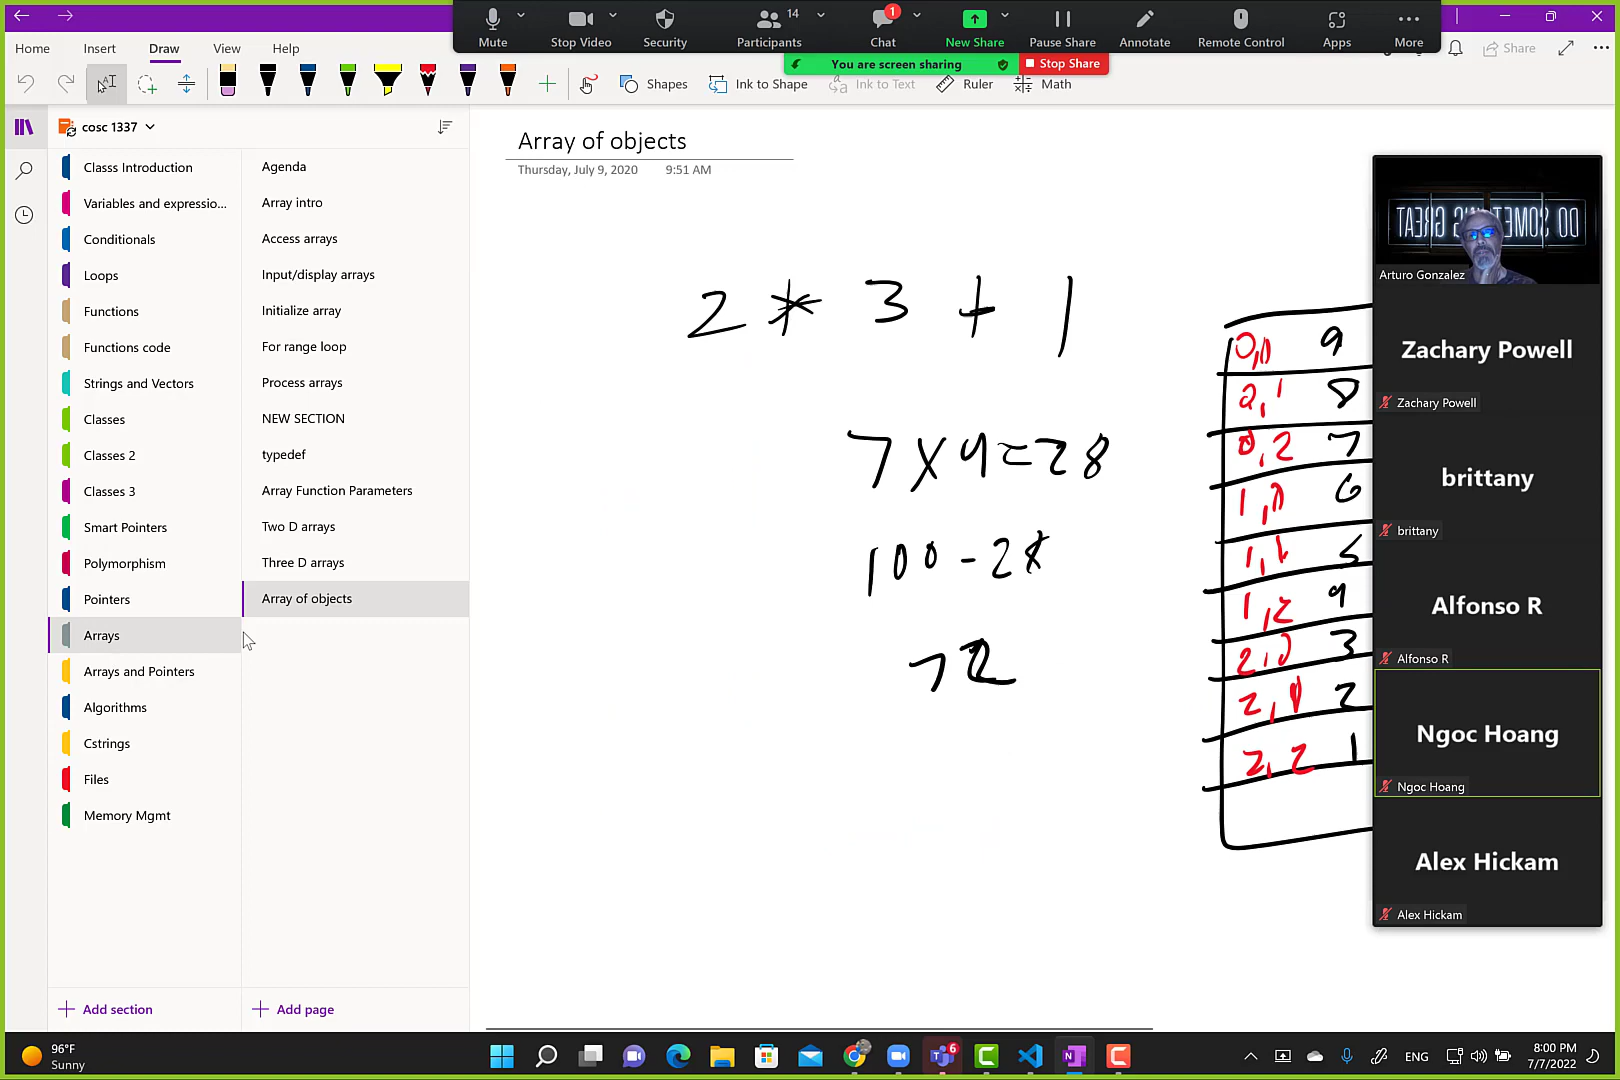 Mute
Stop Video
Security
14
Participants
1
Chat
New Share
Pause Share
Annotate
Remote Control
Apps
More
You are screen sharing
Stop Share
Home
Insert
Draw
View
Help
Share
Shapes
Ink to Shape
Ink to Text
Ruler
Math
cosc 1337
Classs Introduction
Variables and expressio...
Conditionals
Loops
Functions
Functions code
Strings and Vectors
Classes
Classes 2
Classes 3
Smart Pointers
Polymorphism
Pointers
Arrays
Arrays and Pointers
Algorithms
Cstrings
Files
Memory Mgmt
Add section
Agenda
Array intro
Access arrays
Input/display arrays
Initialize array
For range loop
Process arrays
NEW SECTION
typedef
Array Function Parameters
Two D arrays
Three D arrays
Array of objects
Add page
Array of objects
Thursday, July 9, 2020 9:51 AM
2 * 3 + 1
7 x 4 = 28
100 - 28
72
0,0 9
2,1 8
0,2 7
1,0 6
1,1 5
1,2 4
2,0 3
2,1 2
2,2 1
DO SOMETHING GREAT
Arturo Gonzalez
Zachary Powell
Zachary Powell
brittany
brittany
Alfonso R
Alfonso R
Ngoc Hoang
Ngoc Hoang
Alex Hickam
Alex Hickam
96°F
Sunny
6
ENG
8:00 PM
7/7/2022